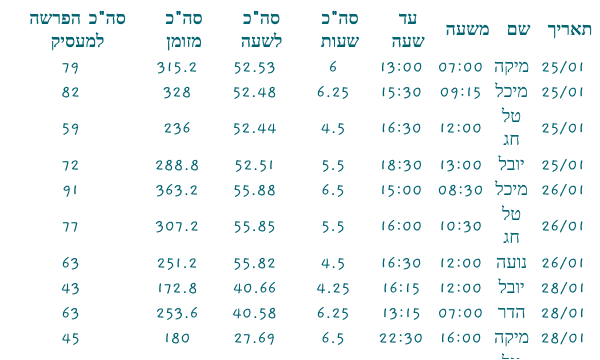 תאריך שם משעה עד שעה סה"כ שעות סה"כ לשעה סה"כ מזומן סה"כ הפרשה למעסיק
25/01 מיקה 07:00 13:00 6 52.53 315.2 79
25/01 מיכל 09:15 15:30 6.25 52.48 328 82
25/01 טל חג 12:00 16:30 4.5 52.44 236 59
25/01 יובל 13:00 18:30 5.5 52.51 288.8 72
26/01 מיכל 08:30 15:00 6.5 55.88 363.2 91
26/01 טל חג 10:30 16:00 5.5 55.85 307.2 77
26/01 נועה 12:00 16:30 4.5 55.82 251.2 63
28/01 יובל 12:00 16:15 4.25 40.66 172.8 43
28/01 הדר 07:00 13:15 6.25 40.58 253.6 63
28/01 מיקה 16:00 22:30 6.5 27.69 180 45